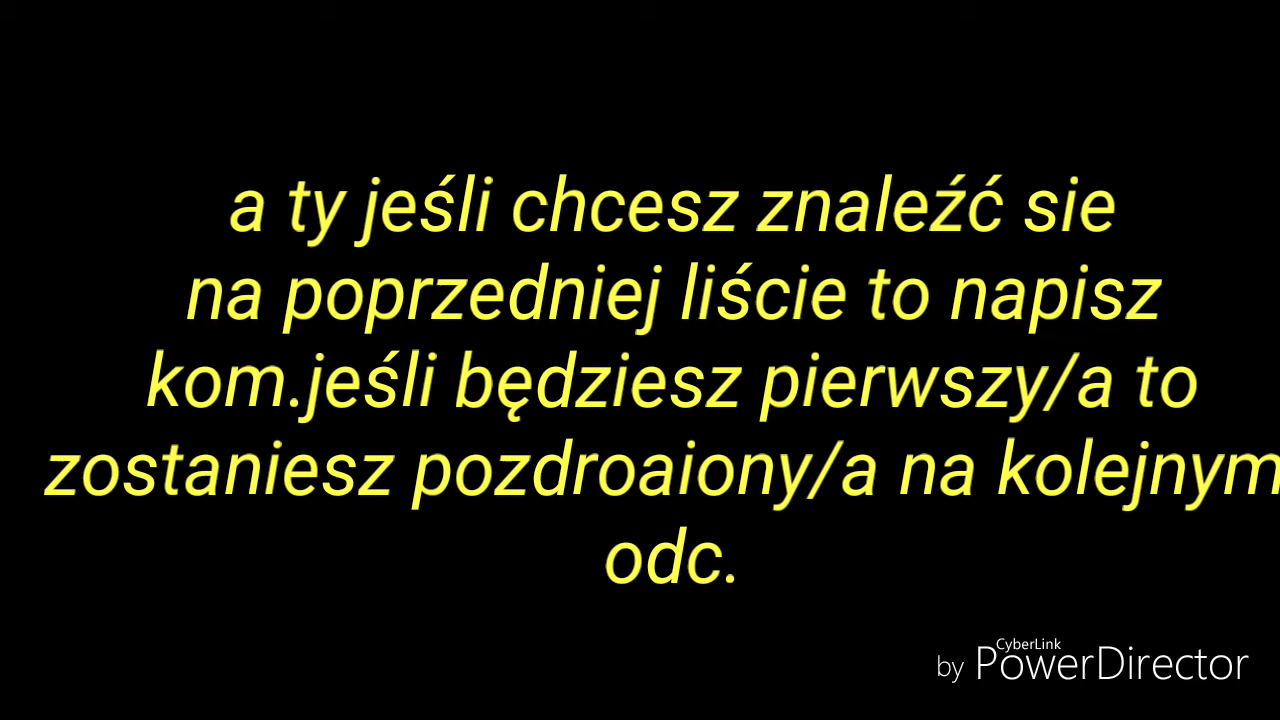 a ty jeśli chcesz znaleźć sie
na poprzedniej liście to napisz
kom.jeśli będziesz pierwszy/a to
zostaniesz pozdroaiony/a na kolejnym
odc.
CyberLink
by PowerDirector